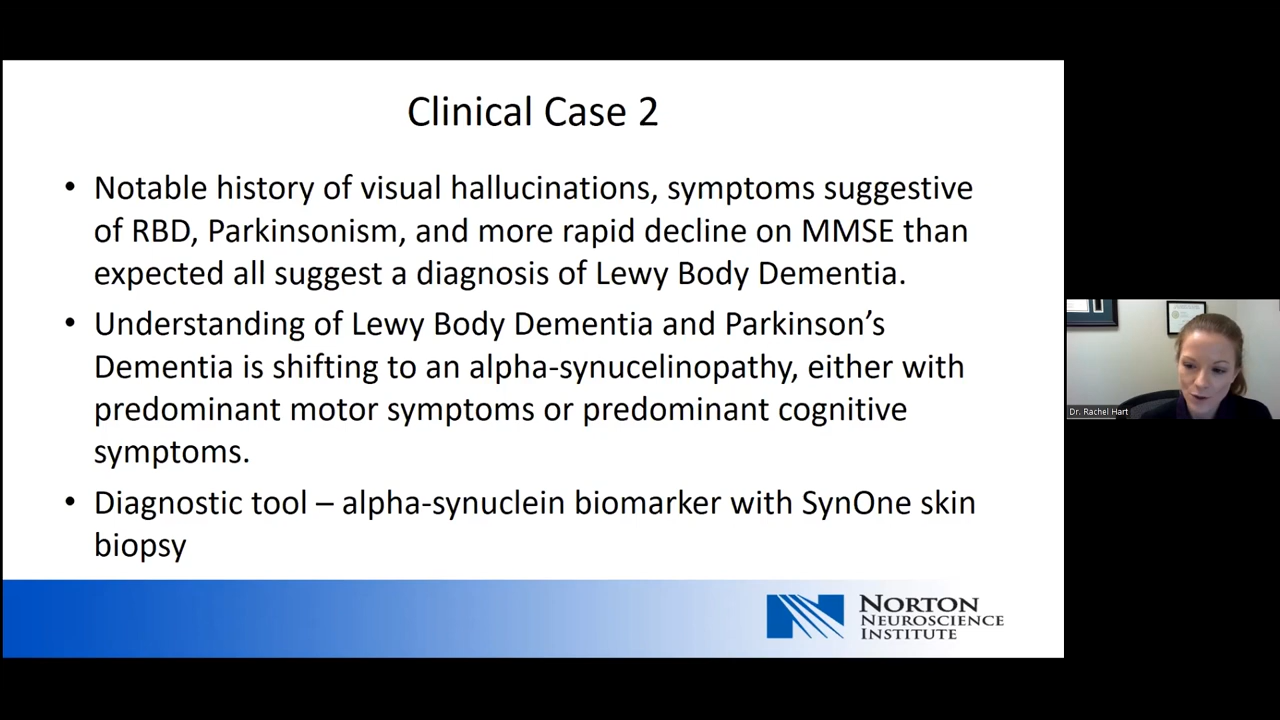 Clinical Case 2
• Notable history of visual hallucinations, symptoms suggestive
of RBD, Parkinsonism, and more rapid decline on MMSE than
expected all suggest a diagnosis of Lewy Body Dementia.
• Understanding of Lewy Body Dementia and Parkinson’s
Dementia is shifting to an alpha-synucelinopathy, either with
predominant motor symptoms or predominant cognitive
symptoms.
• Diagnostic tool – alpha-synuclein biomarker with SynOne skin
biopsy
NORTON
NEUROSCIENCE
INSTITUTE
Dr. Rachel Hart